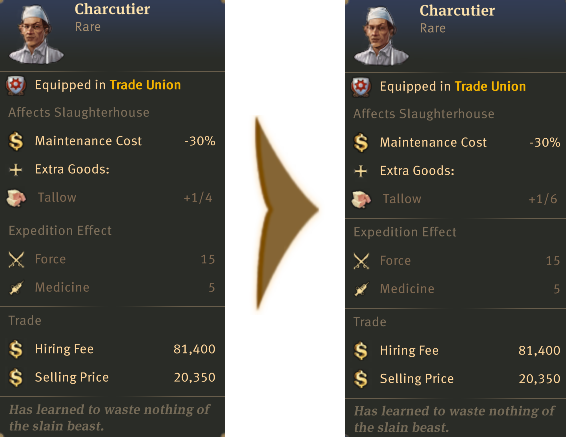 Charcutier
Rare
Equipped in Trade Union
Affects Slaughterhouse
Maintenance Cost -30%
Extra Goods:
Tallow +1/4
Expedition Effect
Force 15
Medicine 5
Trade
Hiring Fee 81,400
Selling Price 20,350
Has learned to waste nothing of
the slain beast.
Charcutier
Rare
Equipped in Trade Union
Affects Slaughterhouse
Maintenance Cost -30%
Extra Goods:
Tallow +1/6
Expedition Effect
Force 15
Medicine 5
Trade
Hiring Fee 81,400
Selling Price 20,350
Has learned to waste nothing of
the slain beast.